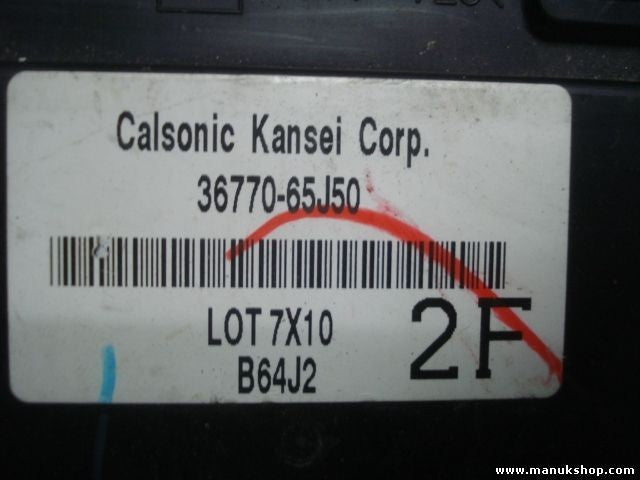 Calsonic Kansei Corp.
36770-65J50
LOT 7X10
B64J2
2F
www.manukshop.com